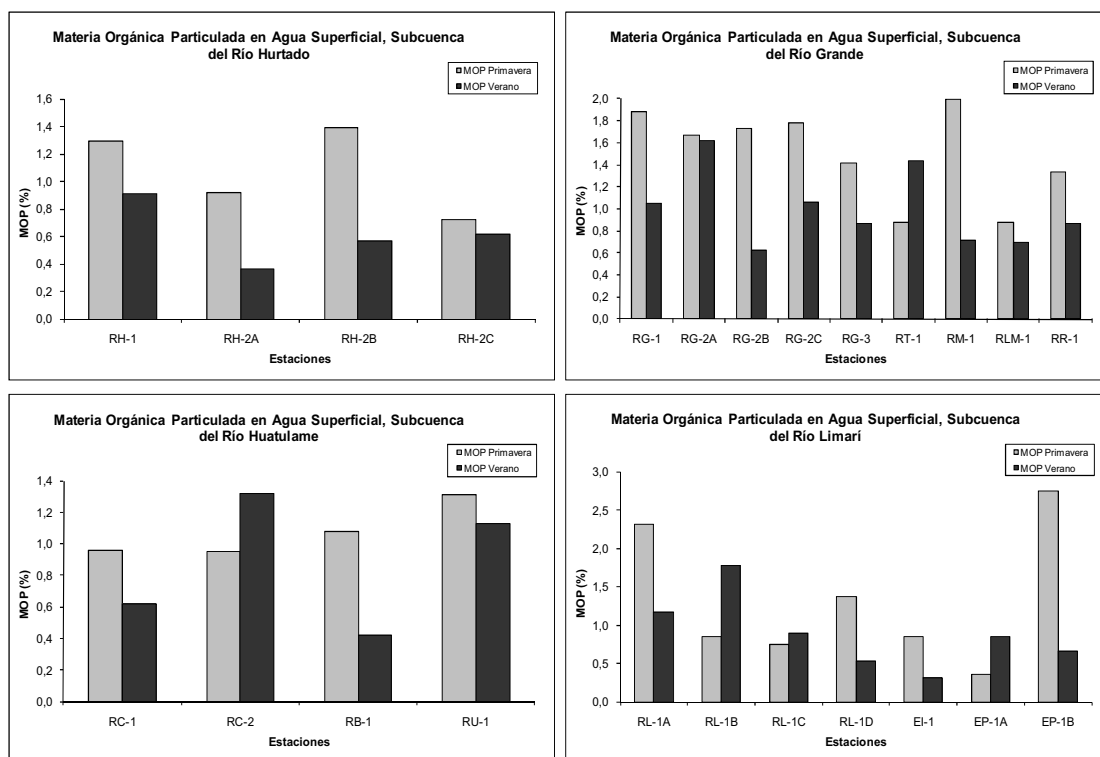 Materia Orgánica Particulada en Agua Superficial, Subcuenca
del Río Hurtado
MOP Primavera
MOP Verano
MOP (%)
1,6
1,4
1,2
1,0
0,8
0,6
0,4
0,2
0,0
RH-1 RH-2A RH-2B RH-2C
Estaciones
Materia Orgánica Particulada en Agua Superficial, Subcuenca
del Río Grande
MOP Primavera
MOP Verano
MOP (%)
2,0
1,8
1,6
1,4
1,2
1,0
0,8
0,6
0,4
0,2
0,0
RG-1 RG-2A RG-2B RG-2C RG-3 RT-1 RM-1 RLM-1 RR-1
Estaciones
Materia Orgánica Particulada en Agua Superficial, Subcuenca
del Río Huatulame
MOP Primavera
MOP Verano
MOP (%)
1,4
1,2
1,0
0,8
0,6
0,4
0,2
0,0
RC-1 RC-2 RB-1 RU-1
Estaciones
Materia Orgánica Particulada en Agua Superficial, Subcuenca
del Río Limarí
MOP Primavera
MOP Verano
MOP (%)
3,0
2,5
2,0
1,5
1,0
0,5
0,0
RL-1A RL-1B RL-1C RL-1D EI-1 EP-1A EP-1B
Estaciones